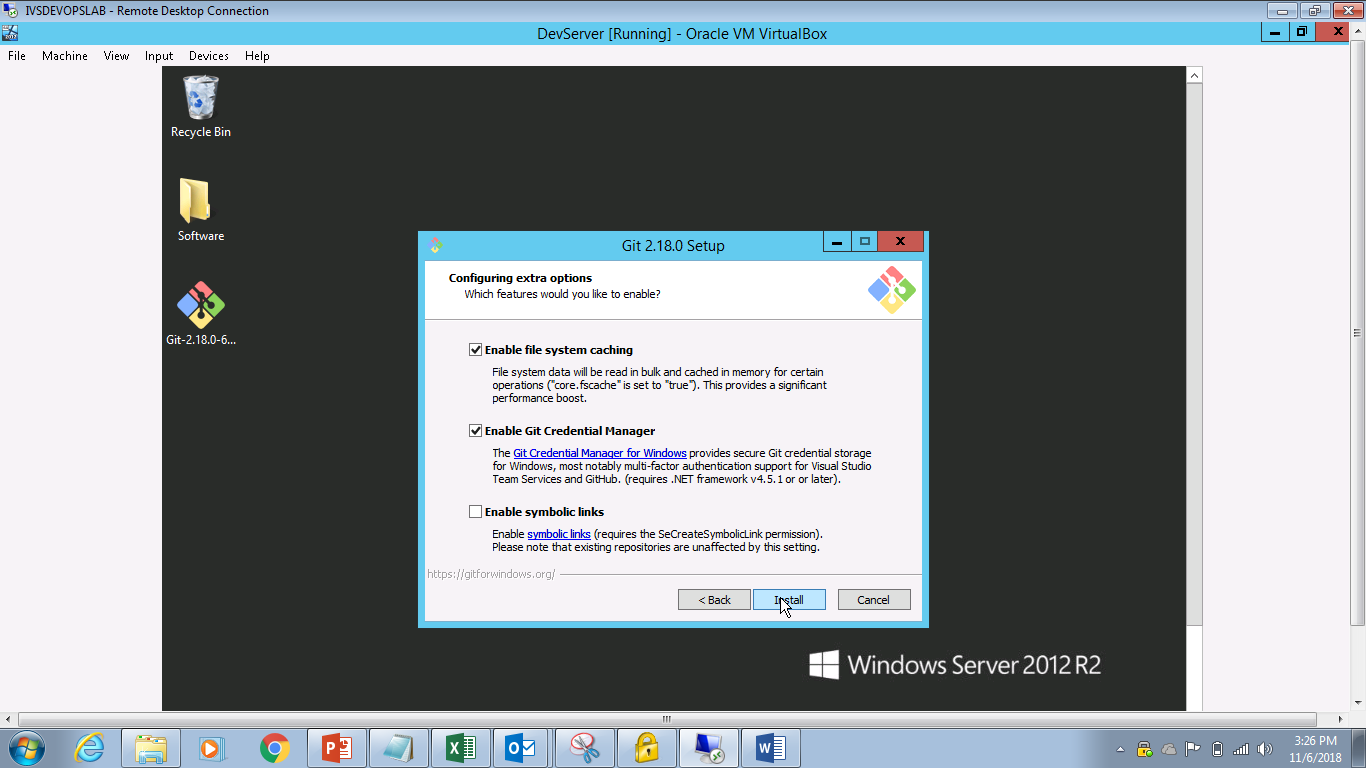 IVSDEVOPSLAB - Remote Desktop Connection
DevServer [Running] - Oracle VM VirtualBox
File Machine View Input Devices Help
Recycle Bin
Software
Git-2.18.0-6...
Git 2.18.0 Setup
Configuring extra options
Which features would you like to enable?
Enable file system caching
File system data will be read in bulk and cached in memory for certain
operations ("core.fscache" is set to "true"). This provides a significant
performance boost.
Enable Git Credential Manager
The Git Credential Manager for Windows provides secure Git credential storage
for Windows, most notably multi-factor authentication support for Visual Studio
Team Services and GitHub. (requires .NET framework v4.5.1 or or later).
Enable symbolic links
Enable symbolic links (requires the SeCreateSymbolicLink permission).
Please note that existing repositories are unaffected by this setting.
https://gitforwindows.org/
< Back Install Cancel
Windows Server 2012 R2
3:26 PM
11/6/2018